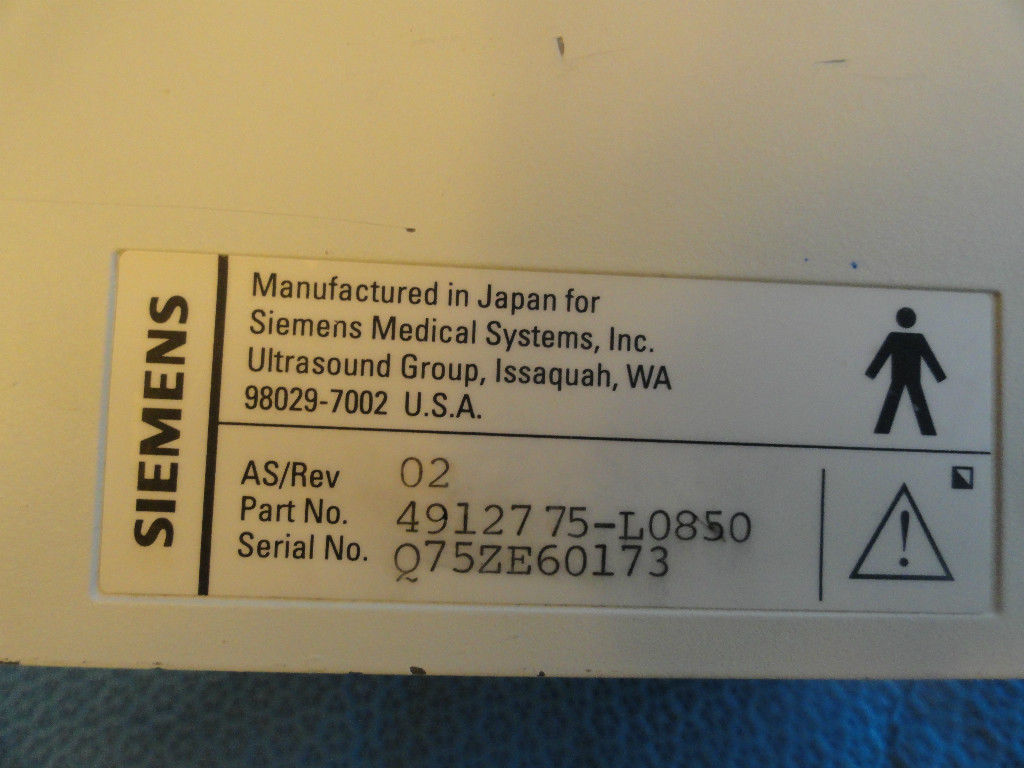 SIEMENS
Manufactured in Japan for
Siemens Medical Systems, Inc.
Ultrasound Group, Issaquah, WA
98029-7002 U.S.A.
AS/Rev 02
Part No. 4912775-L0850
Serial No. Q75ZE60173
!